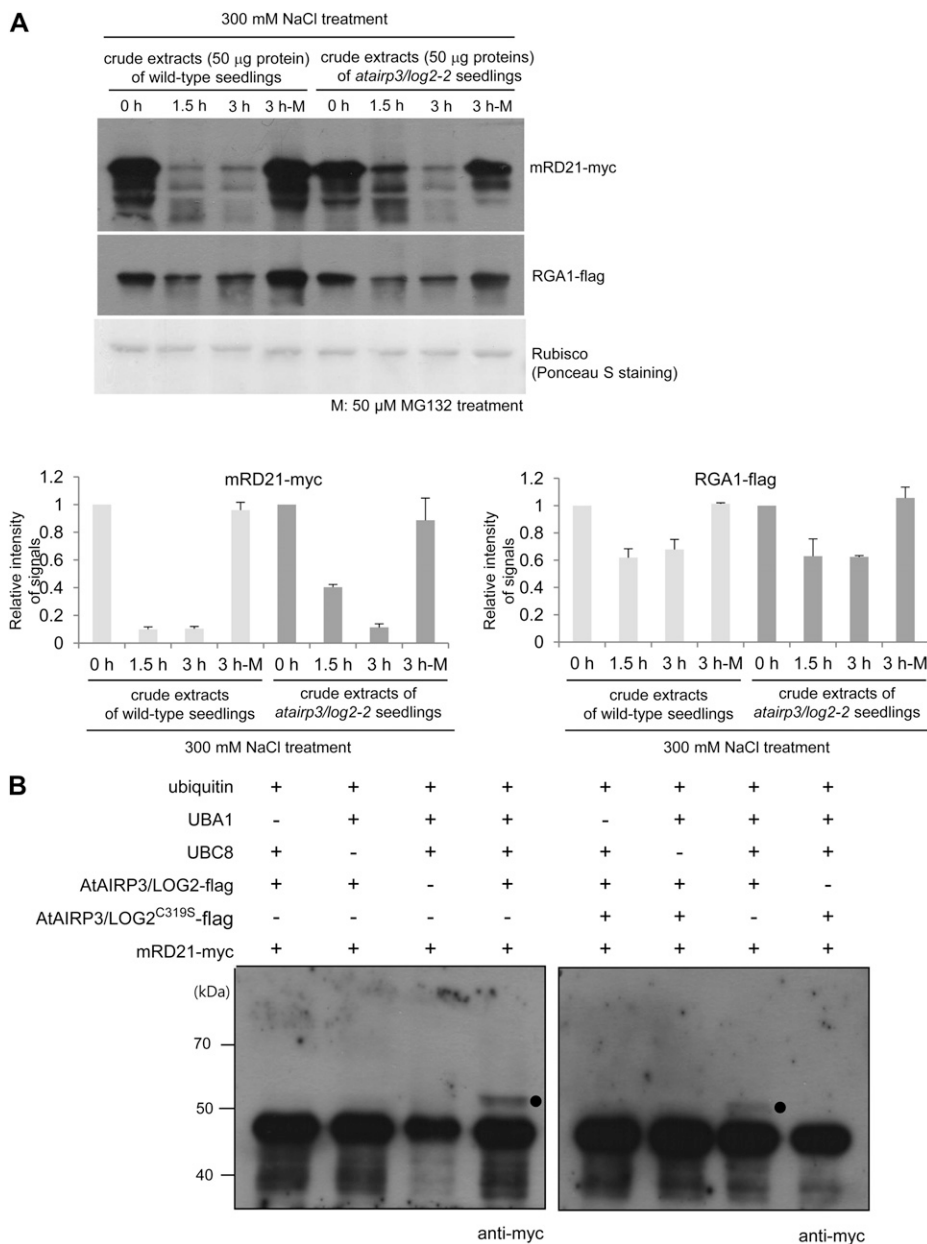 A
300 mM NaCl treatment
crude extracts (50 μg protein) of wild-type seedlings
crude extracts (50 μg proteins) of atairp3/log2-2 seedlings
0 h 1.5 h 3 h 3 h-M 0 h 1.5 h 3 h 3 h-M
mRD21-myc
RGA1-flag
Rubisco
(Ponceau S staining)
M: 50 μM MG132 treatment
mRD21-myc
Relative intensity of signals
1.2
1
0.8
0.6
0.4
0.2
0
0 h 1.5 h 3 h 3 h-M 0 h 1.5 h 3 h 3 h-M
crude extracts of wild-type seedlings
crude extracts of atairp3/log2-2 seedlings
300 mM NaCl treatment
RGA1-flag
Relative intensity of signals
1.2
1
0.8
0.6
0.4
0.2
0
0 h 1.5 h 3 h 3 h-M 0 h 1.5 h 3 h 3 h-M
crude extracts of wild-type seedlings
crude extracts of atairp3/log2-2 seedlings
300 mM NaCl treatment
B
ubiquitin + + + + + + + +
UBA1 - + + + - + + +
UBC8 + - + + + - + +
AtAIRP3/LOG2-flag + + - + + + + -
AtAIRP3/LOG2C319S-flag - - - - + + - +
mRD21-myc + + + + + + + +
(kDa)
70
50
40
anti-myc
anti-myc